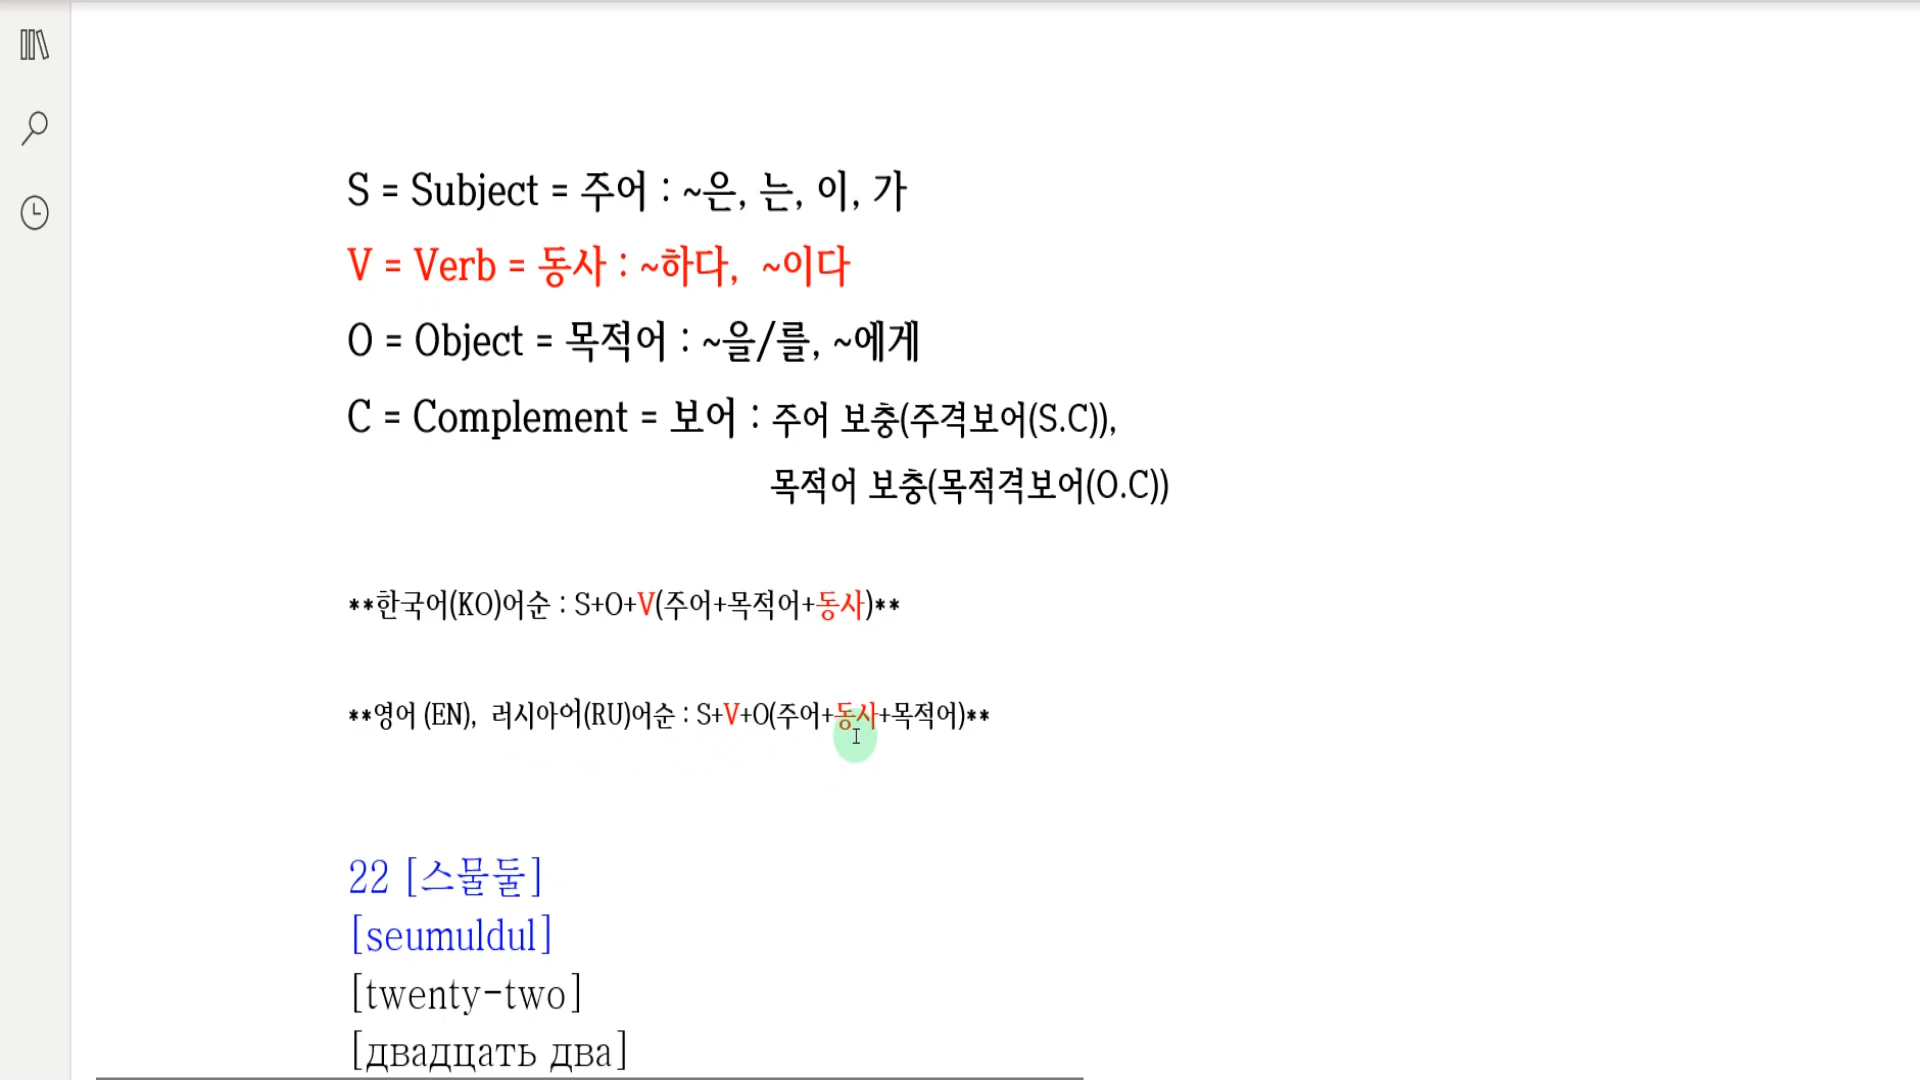 S = Subject = 주어 : ~은, 는, 이, 가
V = Verb = 동사 : ~하다, ~이다
O = Object = 목적어 : ~을/를, ~에게
C = Complement = 보어 : 주어 보충(주격보어(S.C)),
목적어 보충(목적격보어(O.C))
**한국어(KO)어순 : S+O+V(주어+목적어+동사)**
**영어 (EN), 러시아어(RU)어순 : S+V+O(주어+동사+목적어)**
22 [스물둘]
[seumuldul]
[twenty-two]
[двадцать два]